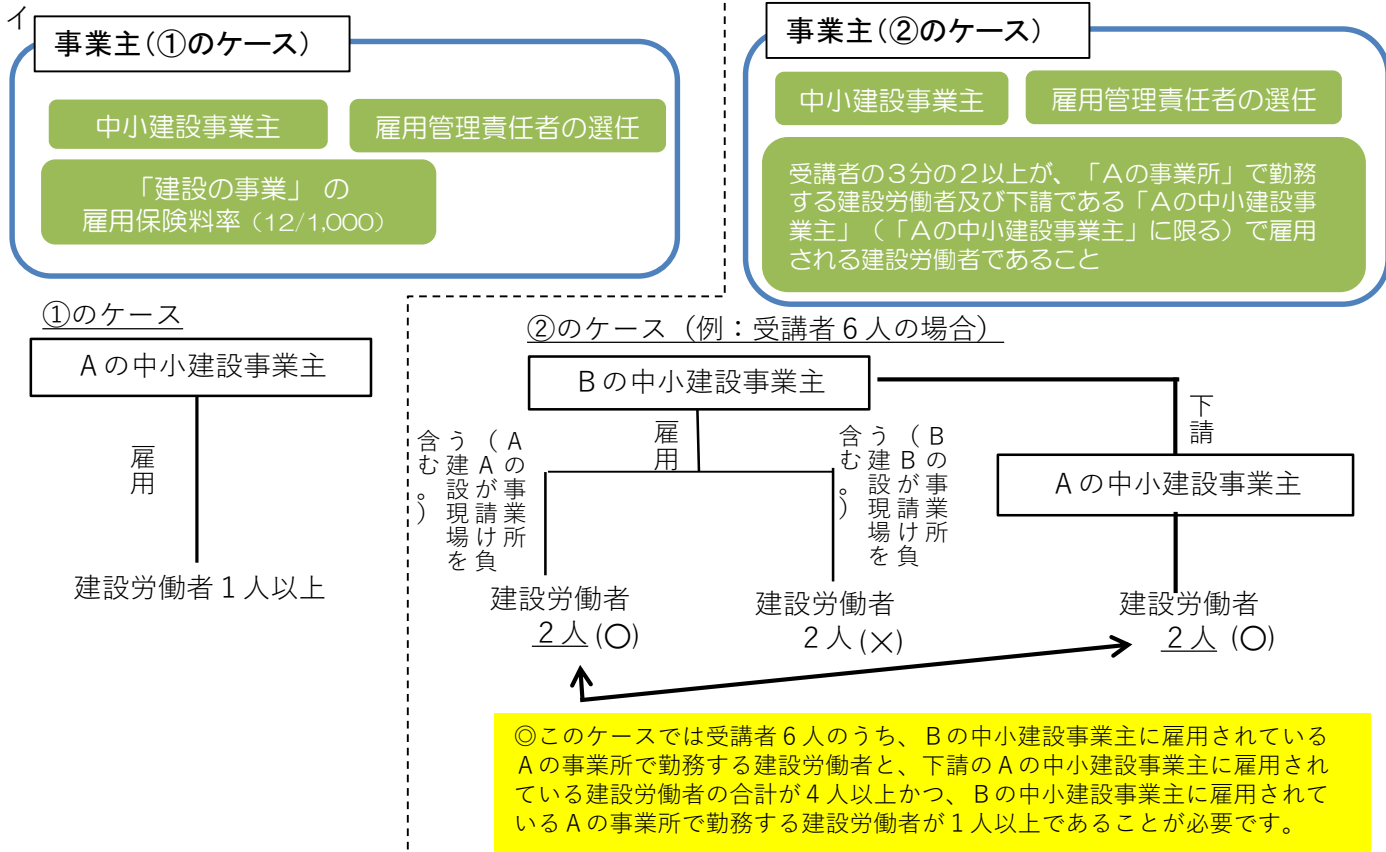 イ
事業主(①のケース)
中小建設事業主
雇用管理責任者の選任
「建設の事業」 の
雇用保険料率（12/1,000）
事業主(②のケース)
中小建設事業主
雇用管理責任者の選任
受講者の３分の２以上が、「Ａの事業所」で勤務
する建設労働者及び下請である「Ａの中小建設事
業主」（「Ａの中小建設事業主」に限る）で雇用
される建設労働者であること
①のケース
Ａの中小建設事業主
雇用
建設労働者１人以上
②のケース（例：受講者６人の場合）
Ｂの中小建設事業主
下請
雇用
Ａの事業所
（Ａが請け負
う建設現場を
含む。）
Ｂの事業所
（Ｂが請け負
う建設現場を
含む。）
Ａの中小建設事業主
建設労働者
２人(〇)
建設労働者
２人(×)
建設労働者
２人 (〇)
◎このケースでは受講者６人のうち、Ｂの中小建設事業主に雇用されている
Ａの事業所で勤務する建設労働者と、下請のＡの中小建設事業主に雇用され
ている建設労働者の合計が４人以上かつ、Ｂの中小建設事業主に雇用されて
いるＡの事業所で勤務する建設労働者が１人以上であることが必要です。